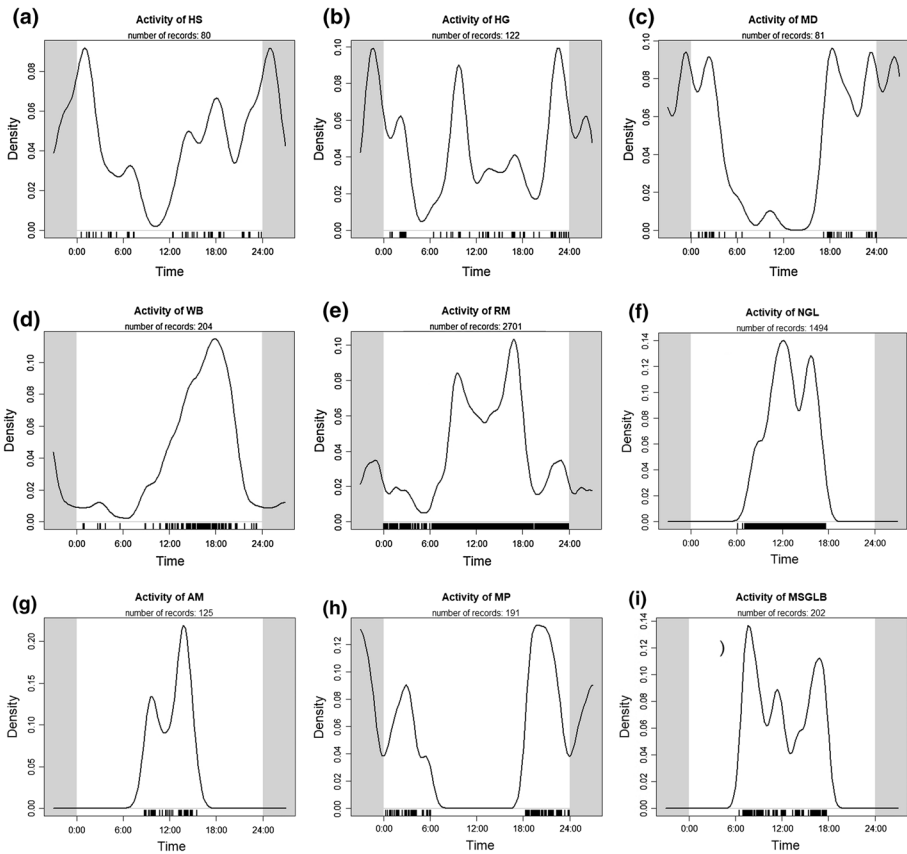 (a)
Activity of HS
number of records: 80
Density
0.00 0.02 0.04 0.06 0.08
0:00 6:00 12:00 18:00 24:00
Time
(b)
Activity of HG
number of records: 122
Density
0.00 0.02 0.04 0.06 0.08 0.10
0:00 6:00 12:00 18:00 24:00
Time
(c)
Activity of MD
number of records: 81
Density
0.00 0.02 0.04 0.06 0.08 0.10
0:00 6:00 12:00 18:00 24:00
Time
(d)
Activity of WB
number of records: 204
Density
0.00 0.02 0.04 0.06 0.08 0.10
0:00 6:00 12:00 18:00 24:00
Time
(e)
Activity of RM
number of records: 2701
Density
0.00 0.02 0.04 0.06 0.08 0.10
0:00 6:00 12:00 18:00 24:00
Time
(f)
Activity of NGL
number of records: 1494
Density
0.00 0.02 0.04 0.06 0.08 0.10 0.12 0.14
0:00 6:00 12:00 18:00 24:00
Time
(g)
Activity of AM
number of records: 125
Density
0.00 0.05 0.10 0.15 0.20
0:00 6:00 12:00 18:00 24:00
Time
(h)
Activity of MP
number of records: 191
Density
0.00 0.02 0.04 0.06 0.08 0.10 0.12
0:00 6:00 12:00 18:00 24:00
Time
(i)
Activity of MSGLB
number of records: 202
)
Density
0.00 0.02 0.04 0.06 0.08 0.10 0.12 0.14
0:00 6:00 12:00 18:00 24:00
Time